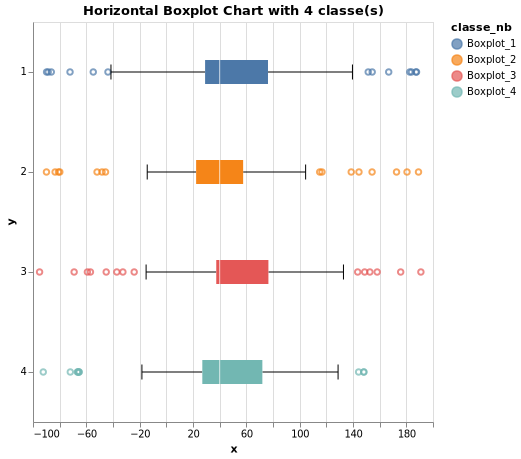 Horizontal Boxplot Chart with 4 classe(s)
classe_nb
Boxplot_1
Boxplot_2
Boxplot_3
Boxplot_4
y
1
2
3
4
−100 −60 −20 20 60 100 140 180
x